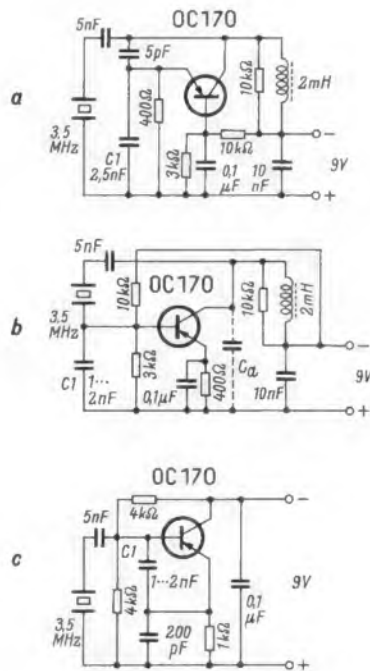 OC170
5nF
5pF
a
400Ω
10kΩ
2mH
3,5
MHz
C1
2,5nF
3kΩ
10kΩ
0,1
µF
10
nF
−
9V
+
5nF
OC170
b
10kΩ
10kΩ
2mH
3,5
MHz
C1
1...
2nF
3kΩ
0,1µF
400Ω
Ca
10nF
−
9V
+
OC170
4kΩ
−
5nF
c
C1
1...2nF
3,5
MHz
4kΩ
200
pF
1kΩ
0,1
µF
9V
+